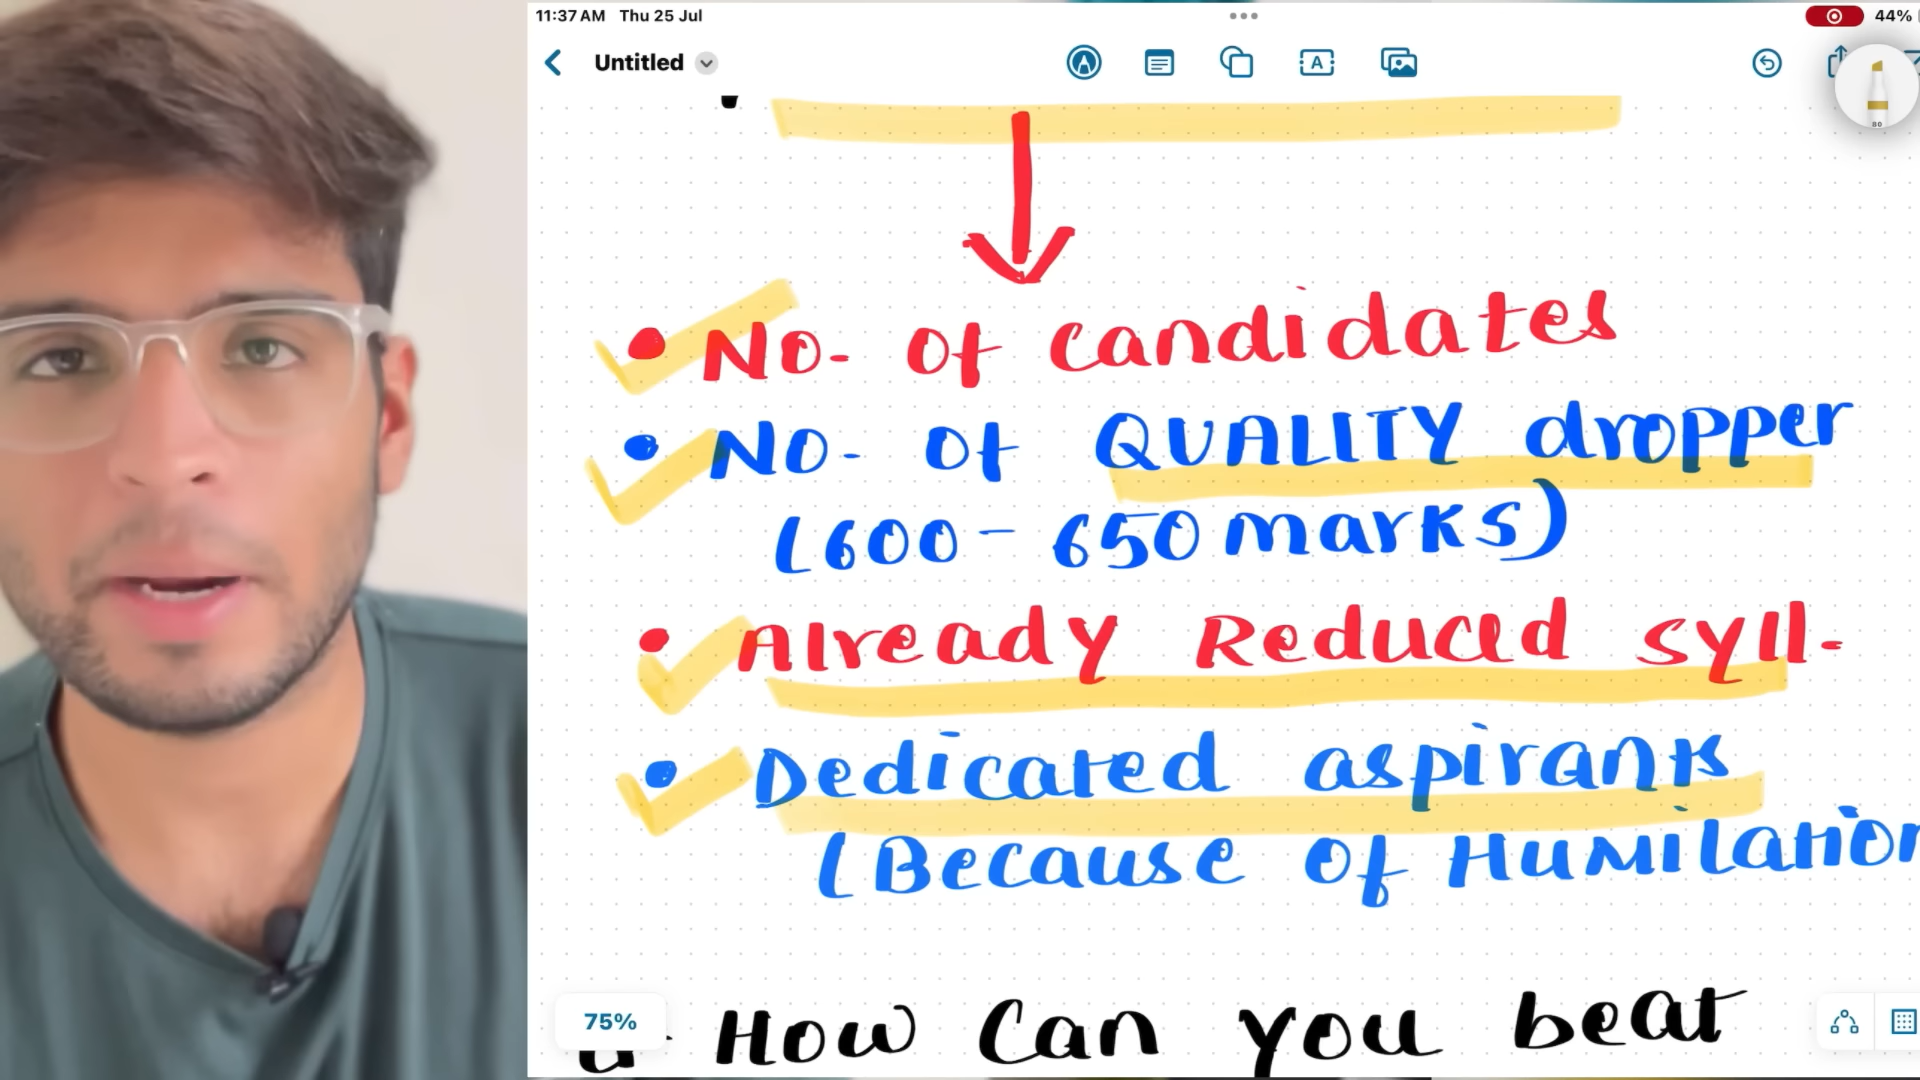 11:37 AM Thu 25 Jul
44%
Untitled
A
80
• No. of candidates
• No. of QUALITY dropper
(600 - 650 marks)
• Already Reduced syll.
• Dedicated aspirants
(Because of Humilation
75%
How can you beat